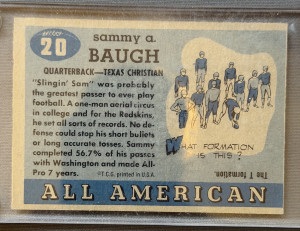 20
sammy a.
BAUGH
QUARTERBACK—TEXAS CHRISTIAN
"Slingin' Sam" was probably
the greatest passer to ever play
football. A one-man aerial circus
in college and for the Redskins,
he set all sorts of records. No de-
fense could stop his short bullets
or long accurate tosses. Sammy
completed 56.7% of his passes
with Washington and made All-
Pro 7 years.
©T.C.G. printed in U.S.A.
WHAT FORMATION
IS THIS?
The T formation.
ALL AMERICAN